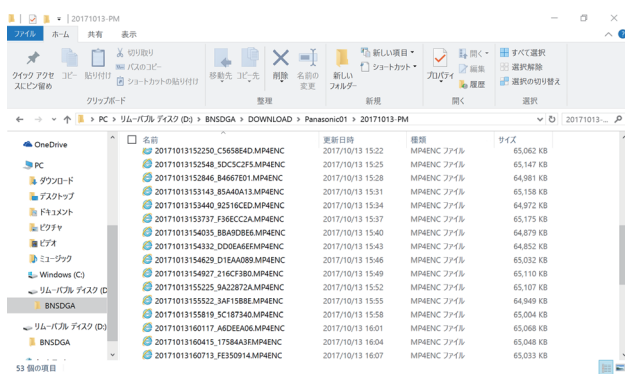 20171013-PM
ファイル ホーム 共有 表示
クイック アクセスにピン留め コピー 貼り付け 切り取り パスのコピー ショートカットの貼り付け
移動先 コピー先 削除 名前の変更
新しいフォルダー 新しい項目 ショートカット
プロパティ 開く 編集 履歴
すべて選択 選択解除 選択の切り替え
クリップボード 整理 新規 開く 選択
PC > リムーバブル ディスク (D:) > BNSDGA > DOWNLOAD > Panasonic01 > 20171013-PM 20171013-...
OneDrive
PC
ダウンロード
デスクトップ
ドキュメント
ピクチャ
ビデオ
ミュージック
Windows (C:)
リムーバブル ディスク (D
BNSDGA
リムーバブル ディスク (D:)
BNSDGA
名前 更新日時 種類 サイズ
20171013152250_C5658E4D.MP4ENC 2017/10/13 15:22 MP4ENC ファイル 65,062 KB
20171013152548_5DC5C2F5.MP4ENC 2017/10/13 15:25 MP4ENC ファイル 65,147 KB
20171013152846_B4667E01.MP4ENC 2017/10/13 15:28 MP4ENC ファイル 64,981 KB
20171013153143_85A40A13.MP4ENC 2017/10/13 15:31 MP4ENC ファイル 65,158 KB
20171013153440_92516CED.MP4ENC 2017/10/13 15:34 MP4ENC ファイル 64,972 KB
20171013153737_F36ECC2A.MP4ENC 2017/10/13 15:37 MP4ENC ファイル 65,175 KB
20171013154035_BBA9DBE6.MP4ENC 2017/10/13 15:40 MP4ENC ファイル 64,879 KB
20171013154332_DD0EA6EF.MP4ENC 2017/10/13 15:43 MP4ENC ファイル 64,852 KB
20171013154629_D1EAA089.MP4ENC 2017/10/13 15:46 MP4ENC ファイル 65,032 KB
20171013154927_216CF3B0.MP4ENC 2017/10/13 15:49 MP4ENC ファイル 65,110 KB
20171013155225_9A22872A.MP4ENC 2017/10/13 15:52 MP4ENC ファイル 65,107 KB
20171013155522_3AF15B8E.MP4ENC 2017/10/13 15:55 MP4ENC ファイル 64,949 KB
20171013155819_5C187340.MP4ENC 2017/10/13 15:58 MP4ENC ファイル 65,004 KB
20171013160117_A6DEEA06.MP4ENC 2017/10/13 16:01 MP4ENC ファイル 65,068 KB
20171013160415_17584A3F.MP4ENC 2017/10/13 16:04 MP4ENC ファイル 65,048 KB
20171013160713_FE350914.MP4ENC 2017/10/13 16:07 MP4ENC ファイル 65,033 KB
53 個の項目